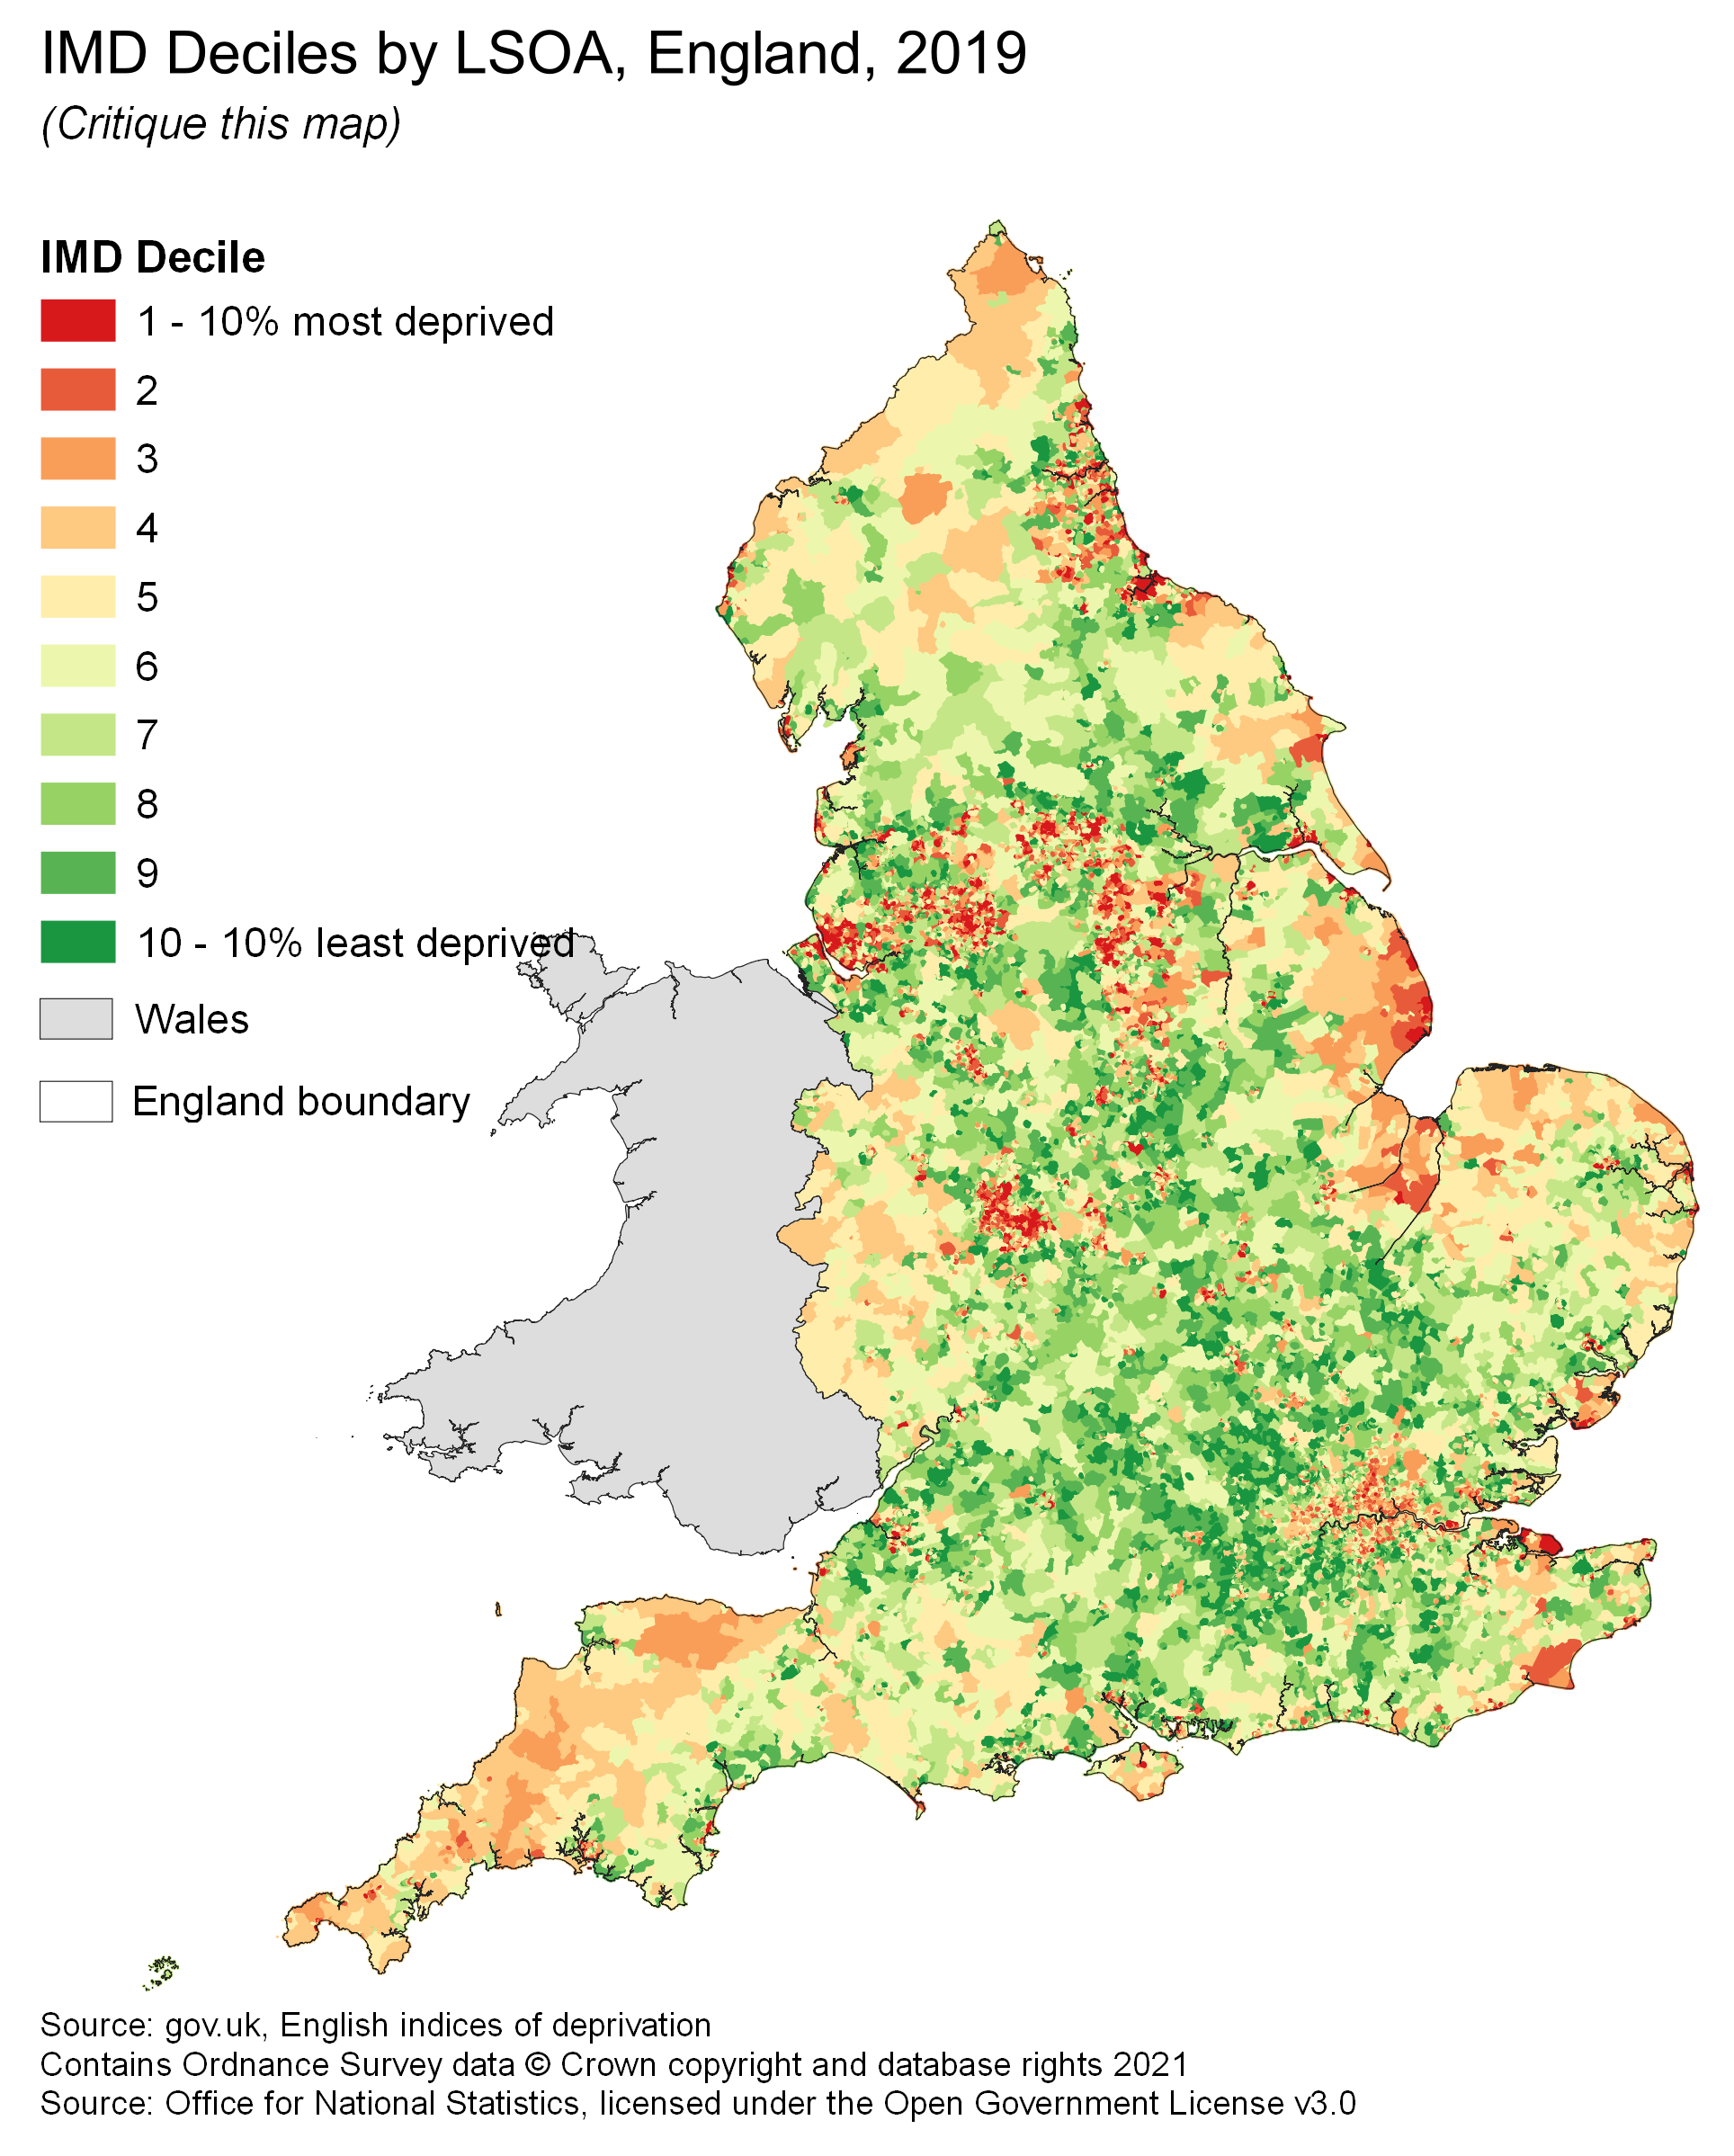 IMD Deciles by LSOA, England, 2019
(Critique this map)
IMD Decile
1 - 10% most deprived
2
3
4
5
6
7
8
9
10 - 10% least deprived
Wales
England boundary
Source: gov.uk, English indices of deprivation
Contains Ordnance Survey data © Crown copyright and database rights 2021
Source: Office for National Statistics, licensed under the Open Government License v3.0